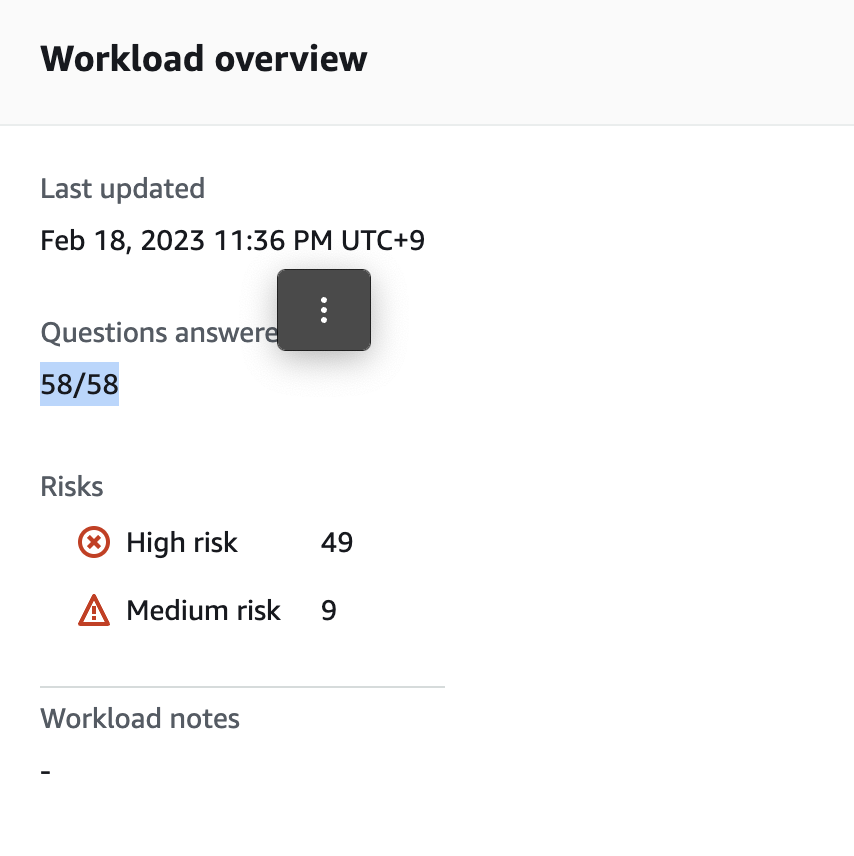 Workload overview
Last updated
Feb 18, 2023 11:36 PM UTC+9
Questions answere
58/58
Risks
High risk 49
Medium risk 9
Workload notes
-